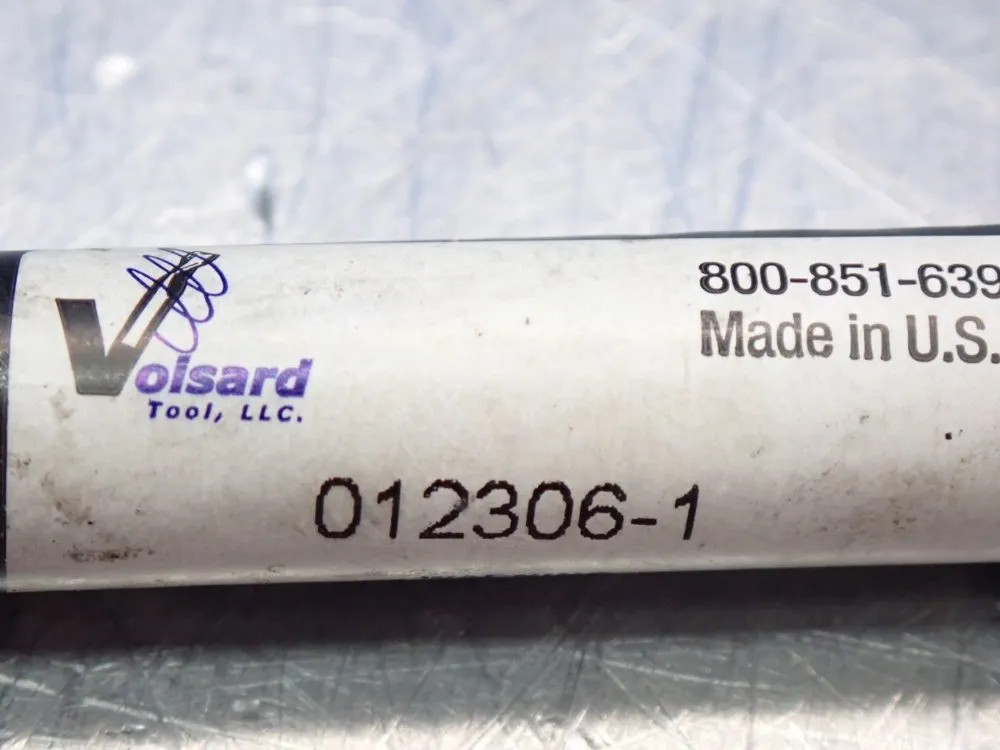 Volsard
Tool, LLC.
800-851-639
Made in U.S.
012306-1